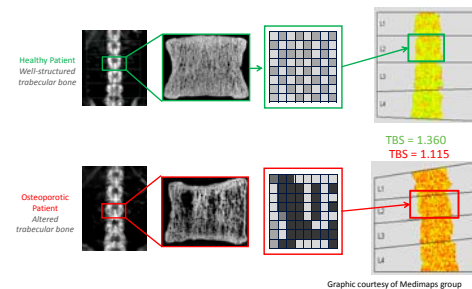 Healthy Patient
Well-structured
trabecular bone
L1
L2
L3
L4
TBS = 1.360
TBS = 1.115
Osteoporotic
Patient
Altered
trabecular bone
L1
L2
L3
L4
Graphic courtesy of Medimaps group